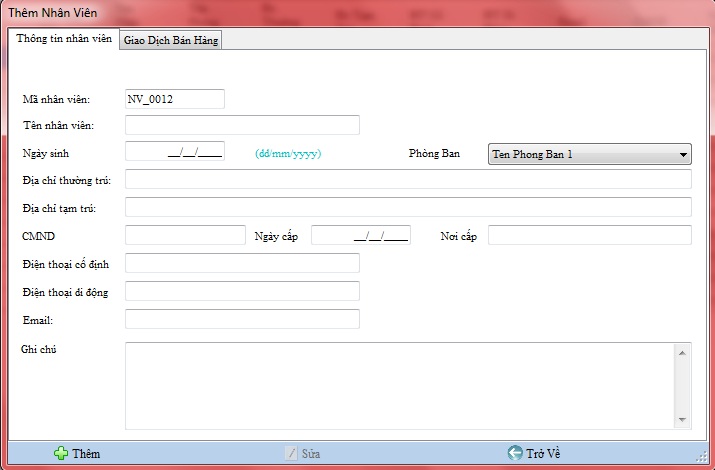 Thêm Nhân Viên
Thông tin nhân viên Giao Dịch Bán Hàng
Mã nhân viên: NV_0012
Tên nhân viên:
Ngày sinh __/__/____ (dd/mm/yyyy) Phòng Ban Ten Phong Ban 1
Địa chỉ thường trú:
Địa chỉ tạm trú:
CMND Ngày cấp __/__/____ Nơi cấp
Điện thoại cố định
Điện thoại di động
Email:
Ghi chú
Thêm Sửa Trở Về